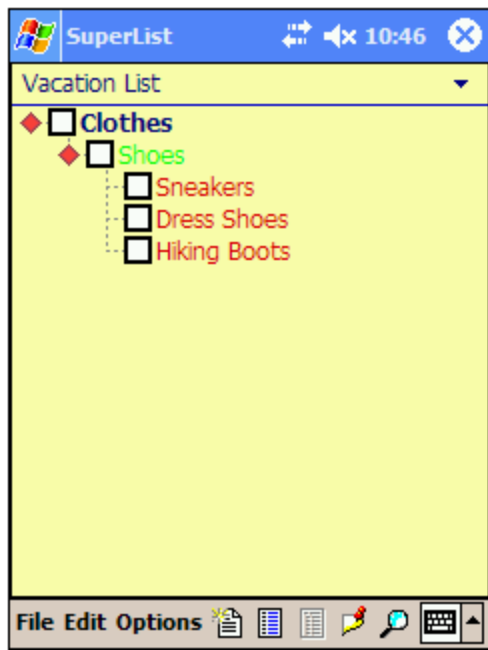 SuperList 10:46
Vacation List
Clothes
Shoes
Sneakers
Dress Shoes
Hiking Boots
File Edit Options